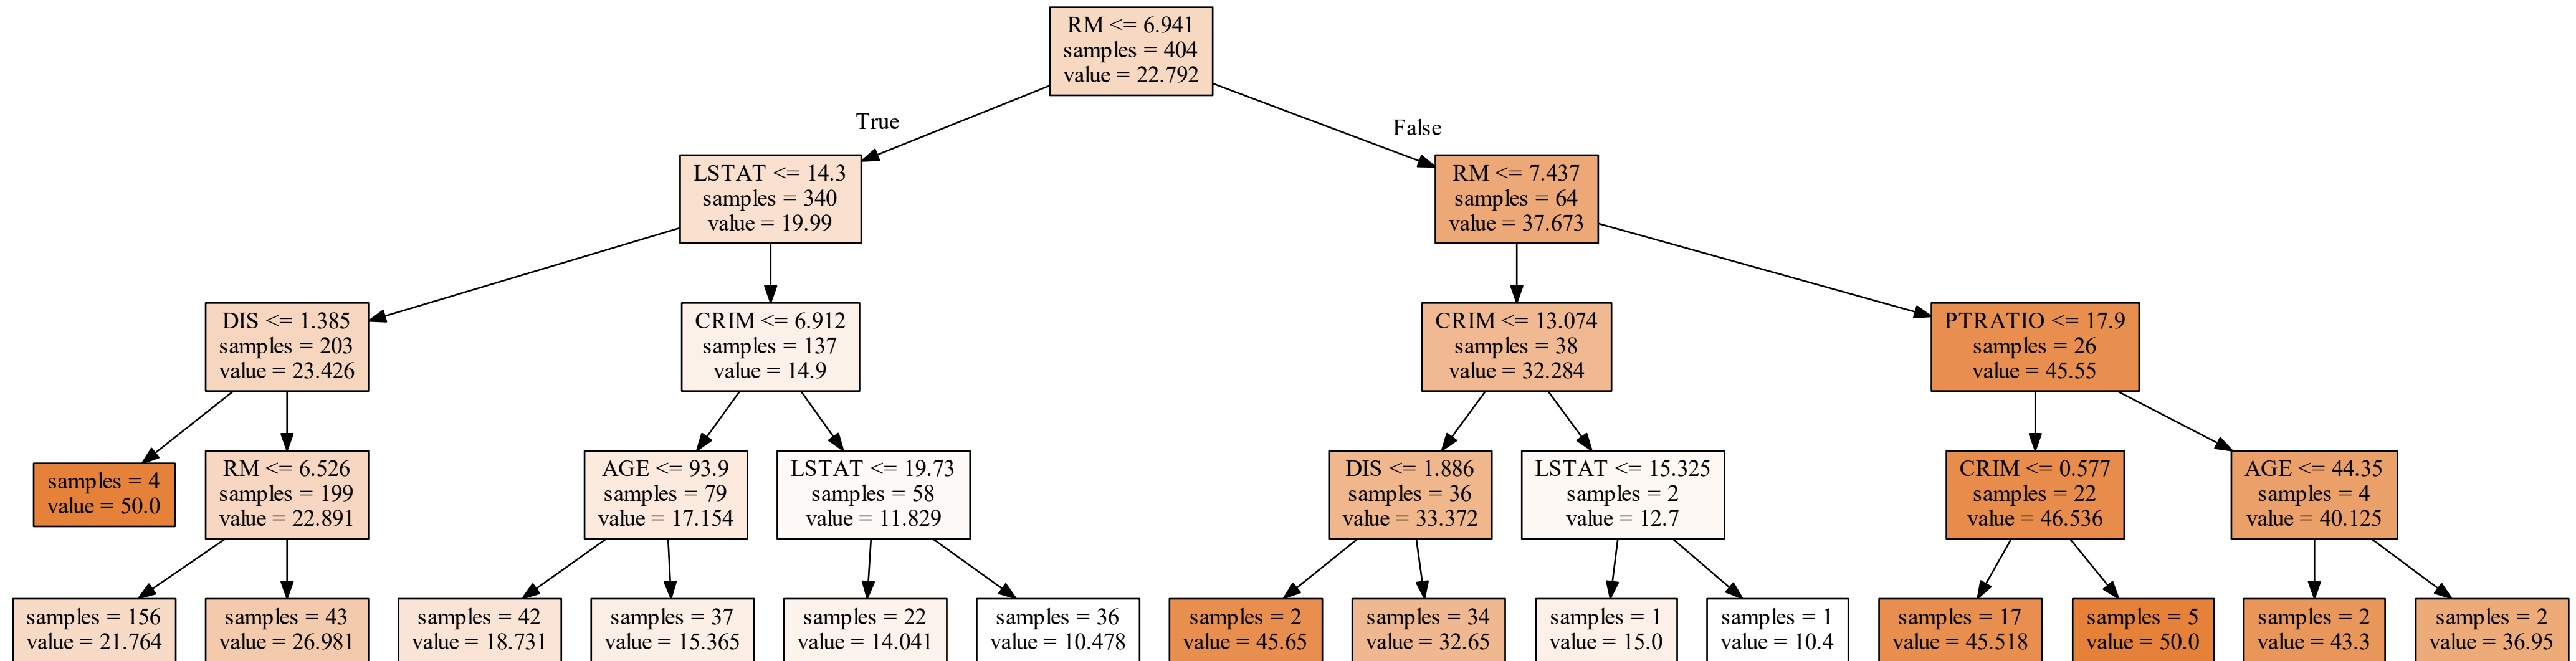 RM <= 6.941
samples = 404
value = 22.792
True
False
LSTAT <= 14.3
samples = 340
value = 19.99
RM <= 7.437
samples = 64
value = 37.673
DIS <= 1.385
samples = 203
value = 23.426
CRIM <= 6.912
samples = 137
value = 14.9
CRIM <= 13.074
samples = 38
value = 32.284
PTRATIO <= 17.9
samples = 26
value = 45.55
samples = 4
value = 50.0
RM <= 6.526
samples = 199
value = 22.891
AGE <= 93.9
samples = 79
value = 17.154
LSTAT <= 19.73
samples = 58
value = 11.829
DIS <= 1.886
samples = 36
value = 33.372
LSTAT <= 15.325
samples = 2
value = 12.7
CRIM <= 0.577
samples = 22
value = 46.536
AGE <= 44.35
samples = 4
value = 40.125
samples = 156
value = 21.764
samples = 43
value = 26.981
samples = 42
value = 18.731
samples = 37
value = 15.365
samples = 22
value = 14.041
samples = 36
value = 10.478
samples = 2
value = 45.65
samples = 34
value = 32.65
samples = 1
value = 15.0
samples = 1
value = 10.4
samples = 17
value = 45.518
samples = 5
value = 50.0
samples = 2
value = 43.3
samples = 2
value = 36.95